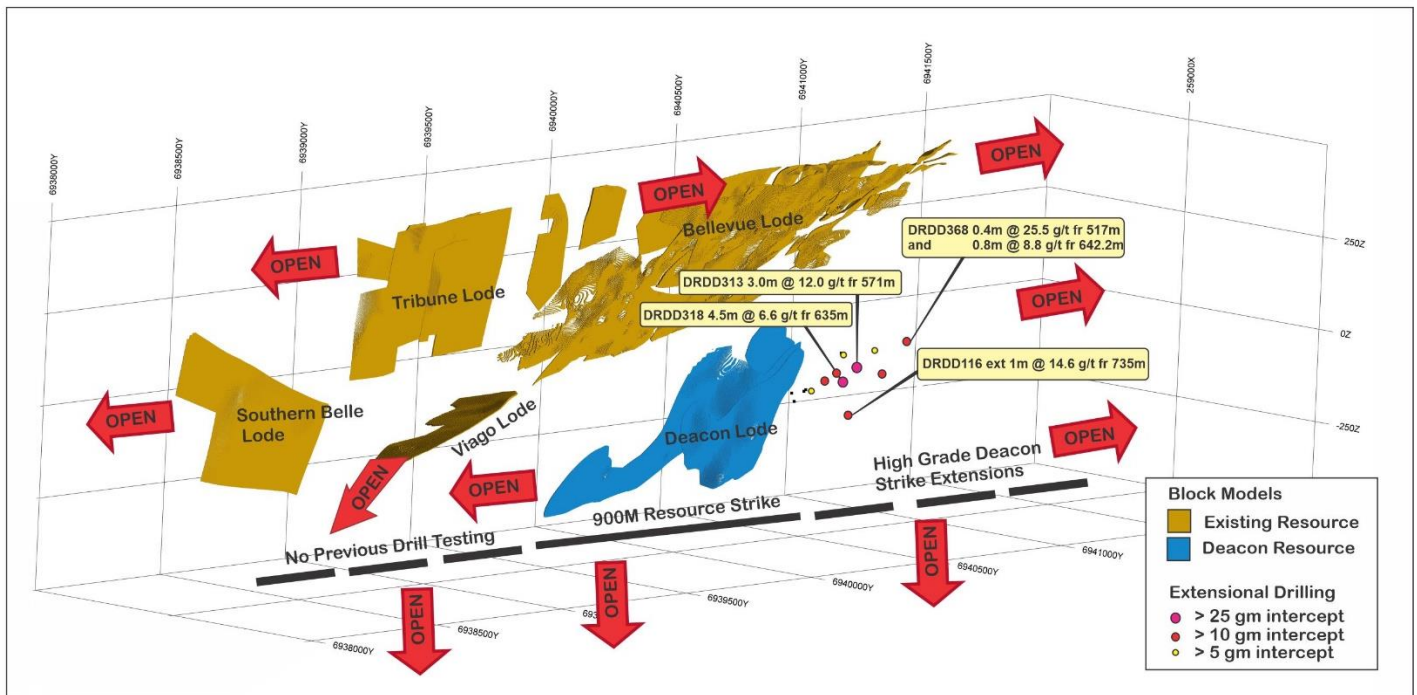 6938000Y
6938500Y
6939000Y
6939500Y
6940000Y
6940500Y
6941000Y
6941500Y
259000X
OPEN
OPEN
OPEN
Bellevue Lode
DRDD368 0.4m @ 25.5 g/t fr 517m
and 0.8m @ 8.8 g/t fr 642.2m
250Z
DRDD313 3.0m @ 12.0 g/t fr 571m
Tribune Lode
DRDD318 4.5m @ 6.6 g/t fr 635m
OPEN
0Z
DRDD116 ext 1m @ 14.6 g/t fr 735m
OPEN
Southern Belle
Lode
Viago Lode
Deacon Lode
-250Z
OPEN
OPEN
OPEN
High Grade Deacon
Strike Extensions
900M Resource Strike
No Previous Drill Testing
OPEN
OPEN
OPEN
6938000Y
6938500Y
6939500Y
6940000Y
6940500Y
6941000Y
Block Models
Existing Resource
Deacon Resource
Extensional Drilling
> 25 gm intercept
> 10 gm intercept
> 5 gm intercept